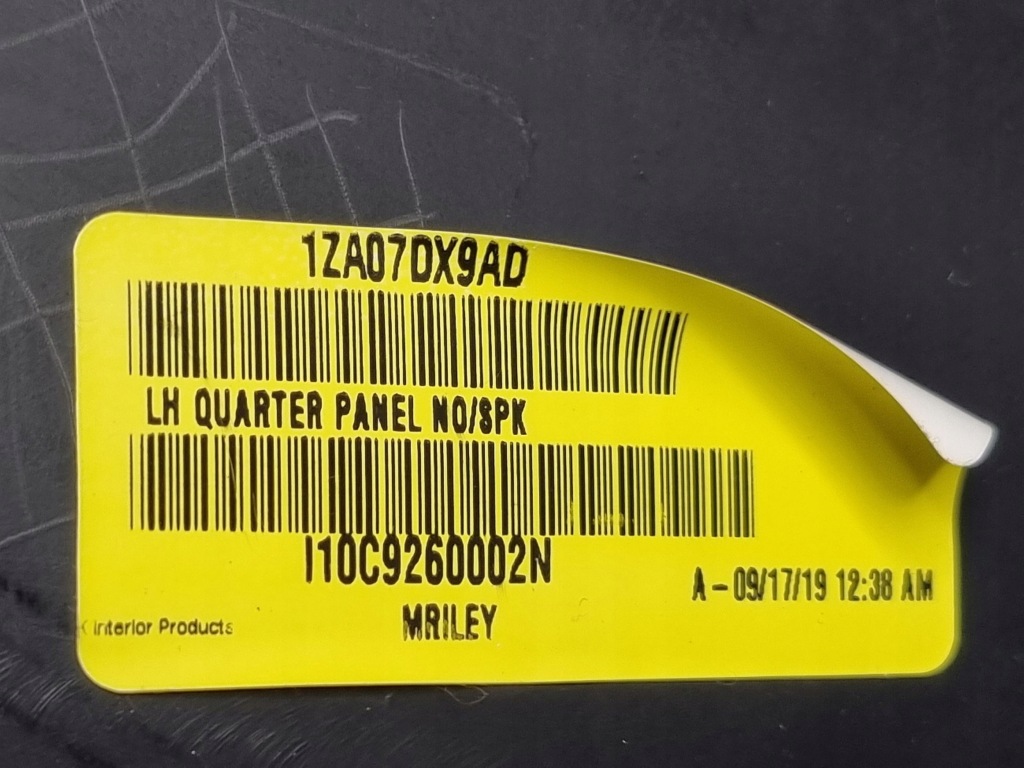 1ZA07DX9AD
LH QUARTER PANEL NO/SPK
I10C9260002N
A - 09/17/19 12:38 AM
Interior Products
MRILEY